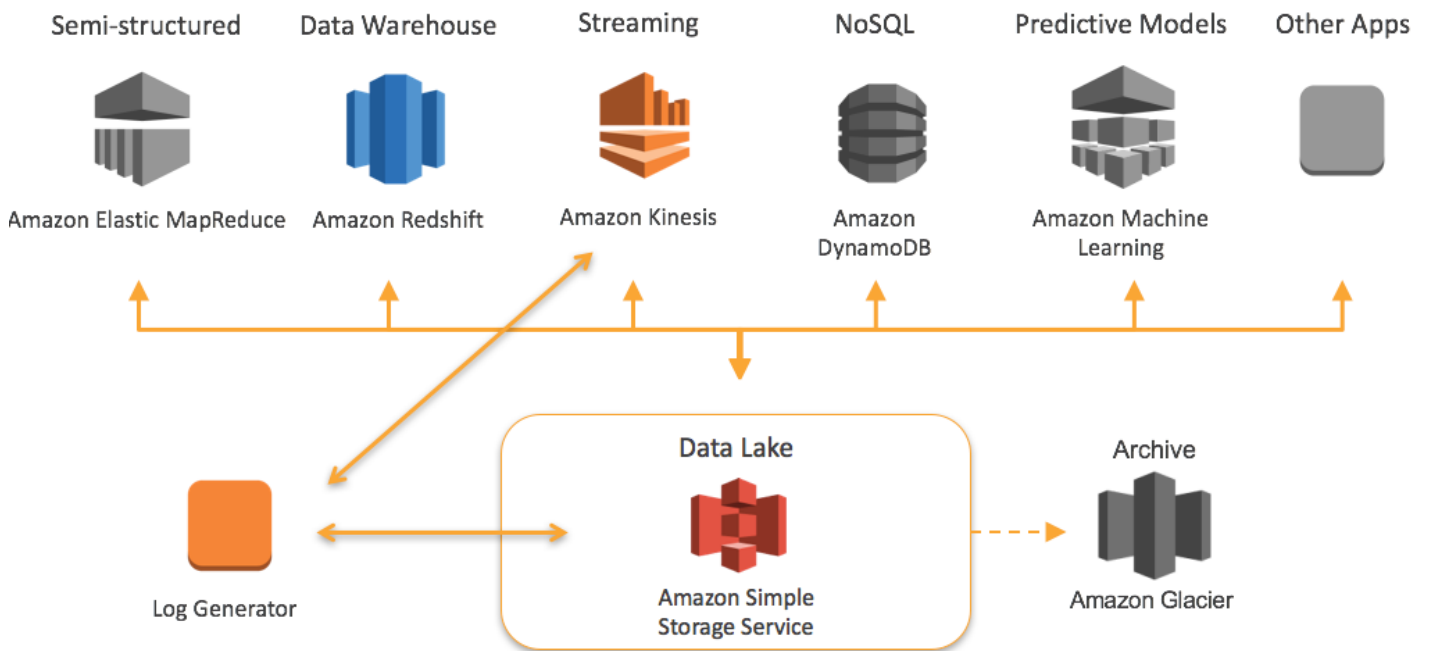 Semi-structured
Data Warehouse
Streaming
NoSQL
Predictive Models
Other Apps
Amazon Elastic MapReduce
Amazon Redshift
Amazon Kinesis
Amazon
DynamoDB
Amazon Machine
Learning
Data Lake
Archive
Log Generator
Amazon Simple
Storage Service
Amazon Glacier